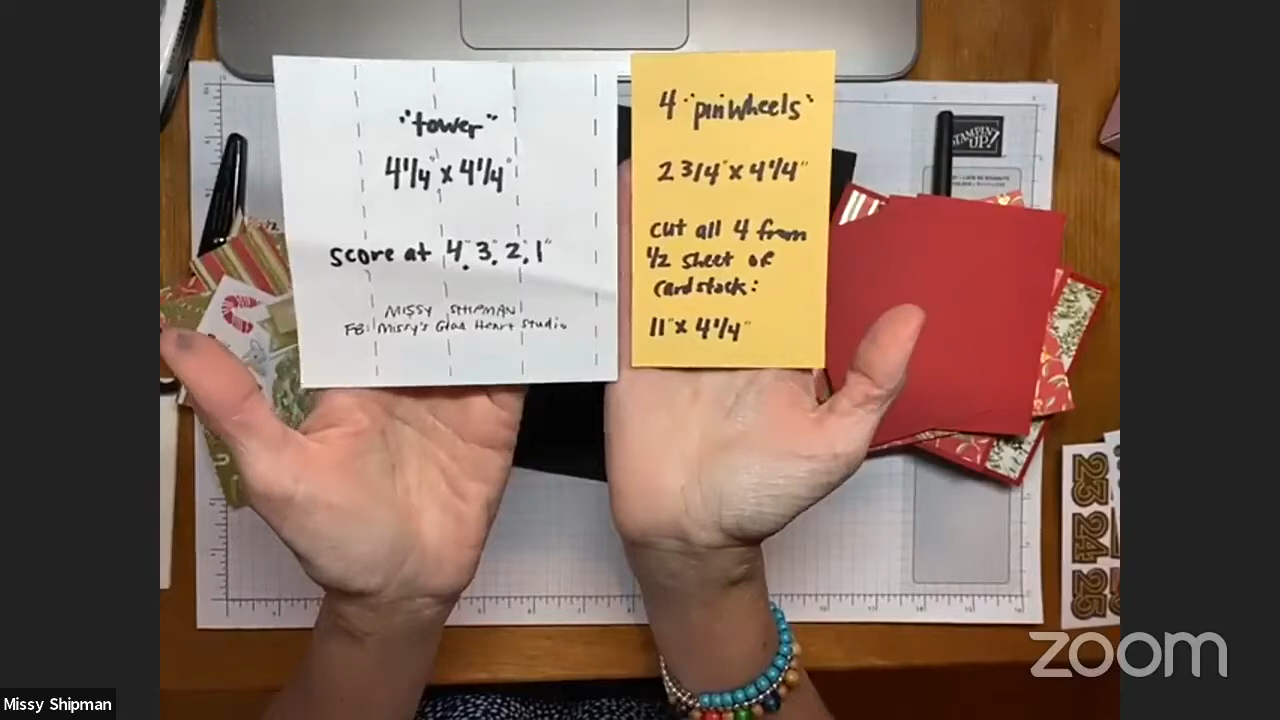 "tower"
4 1/4" x 4 1/4"
score at 4", 3", 2", 1"
MISSY SHIPMAN
FB: Missy's Glad Heart Studio
4 "pinwheels"
2 3/4" x 4 1/4"
cut all 4 from
1/2 sheet of
cardstock:
11" x 4 1/4"
STAMPIN'
UP!
23
24
25
zoom
Missy Shipman